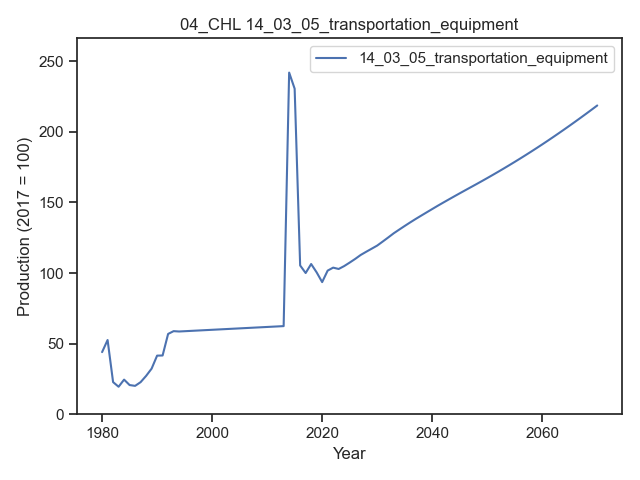 04_CHL 14_03_05_transportation_equipment
14_03_05_transportation_equipment
Production (2017 = 100)
250
200
150
100
50
0
1980
2000
2020
2040
2060
Year